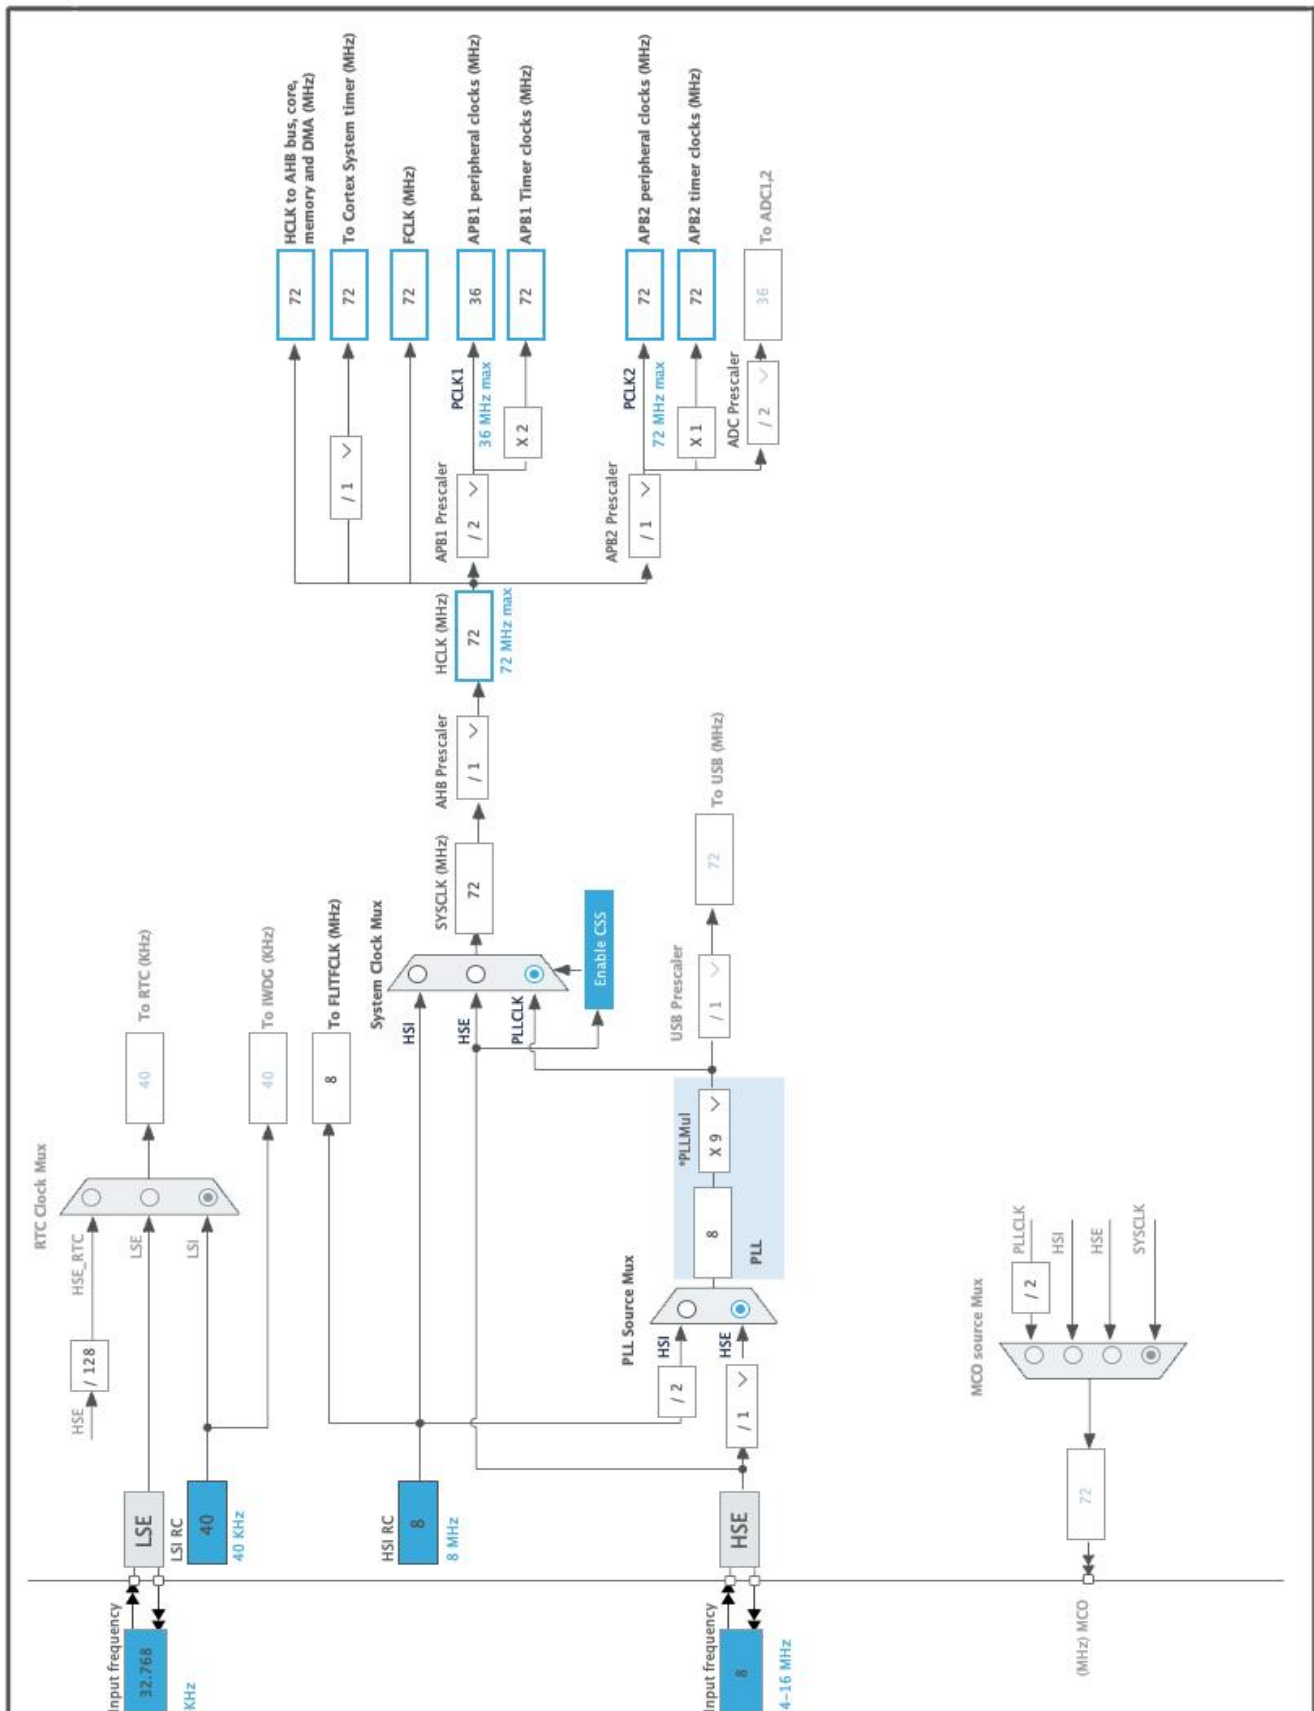 Input frequency
32.768
KHz
LSE
LSI RC
40
40 KHz
HSE
/ 128
HSE_RTC
LSE
LSI
RTC Clock Mux
40
To RTC (KHz)
40
To IWDG (KHz)
8
To FLITFCLK (MHz)
HSI RC
8
8 MHz
Input frequency
8
4-16 MHz
HSE
/ 2
/ 1
HSI
HSE
PLL Source Mux
8
*PLLMul
X 9
PLL
USB Prescaler
/ 1
72
To USB (MHz)
System Clock Mux
HSI
HSE
PLLCLK
Enable CSS
SYSCLK (MHz)
72
AHB Prescaler
/ 1
HCLK (MHz)
72
72 MHz max
/ 1
72
HCLK to AHB bus, core,
memory and DMA (MHz)
72
To Cortex System timer (MHz)
72
FCLK (MHz)
APB1 Prescaler
/ 2
PCLK1
36 MHz max
36
APB1 peripheral clocks (MHz)
X 2
72
APB1 Timer clocks (MHz)
APB2 Prescaler
/ 1
PCLK2
72 MHz max
72
APB2 peripheral clocks (MHz)
X 1
72
APB2 timer clocks (MHz)
ADC Prescaler
/ 2
36
To ADC1,2
MCO source Mux
/ 2
PLLCLK
HSI
HSE
SYSCLK
72
(MHz) MCO